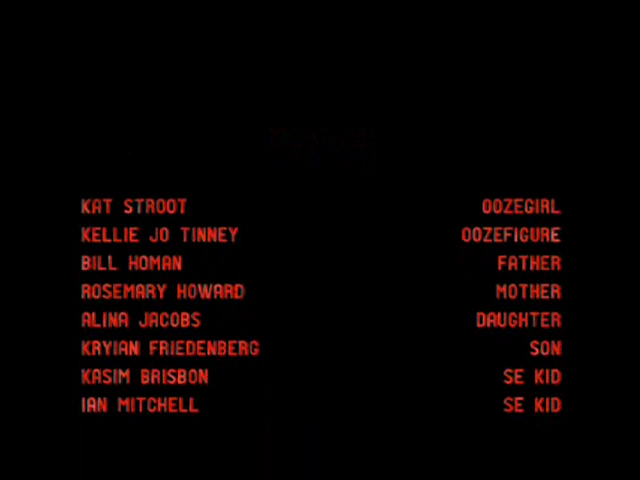 KAT STROOT OOZEGIRL
KELLIE JO TINNEY OOZEFIGURE
BILL HOMAN FATHER
ROSEMARY HOWARD MOTHER
ALINA JACOBS DAUGHTER
KRYIAN FRIEDENBERG SON
KASIM BRISBON SE KID
IAN MITCHELL SE KID